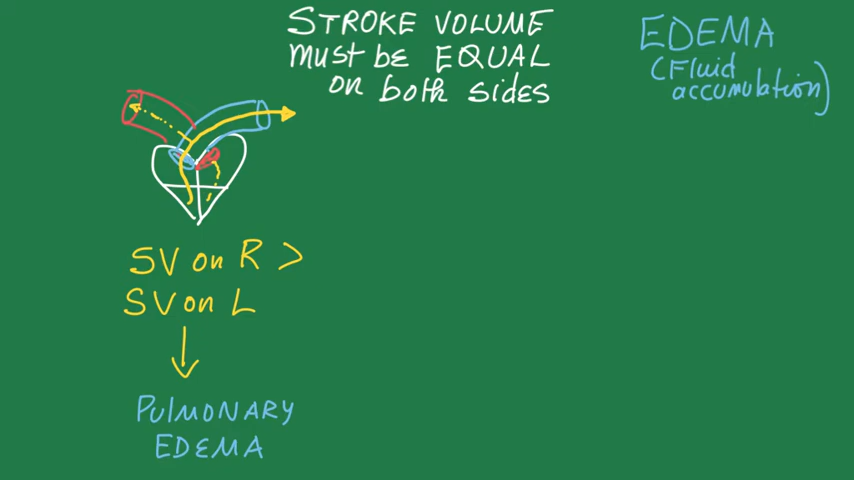 STROKE VOLUME
must be EQUAL
on both sides
EDEMA
(Fluid
accumulation)
SV on R >
SV on L
PULMONARY
EDEMA